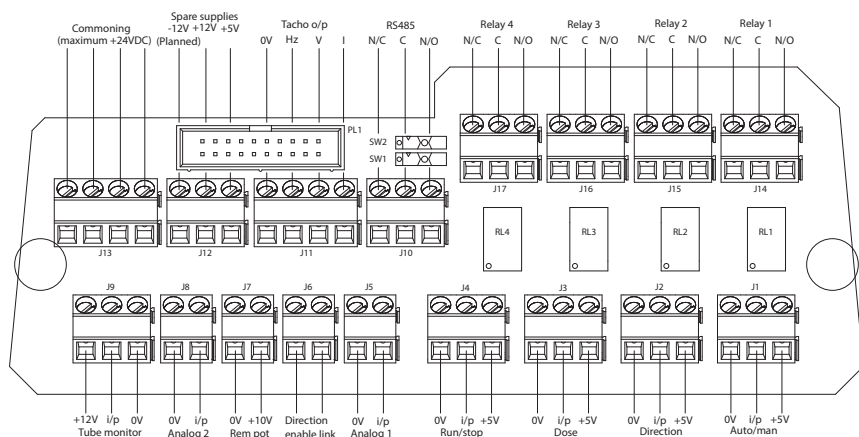 Commoning
(maximum +24VDC)
Spare supplies
-12V +12V +5V
(Planned)
Tacho o/p
0V Hz V I
RS485
N/C C N/O
Relay 4
N/C C N/O
Relay 3
N/C C N/O
Relay 2
N/C C N/O
Relay 1
N/C C N/O
PL1
SW2
SW1
J17 J16 J15 J14
J13 J12 J11 J10
RL4 RL3 RL2 RL1
J9 J8 J7 J6 J5 J4 J3 J2 J1
+12V i/p 0V
Tube monitor
0V i/p
Analog 2
0V +10V
Rem pot
Direction
enable link
0V i/p
Analog 1
0V i/p +5V
Run/stop
0V i/p +5V
Dose
0V i/p +5V
Direction
0V i/p +5V
Auto/man